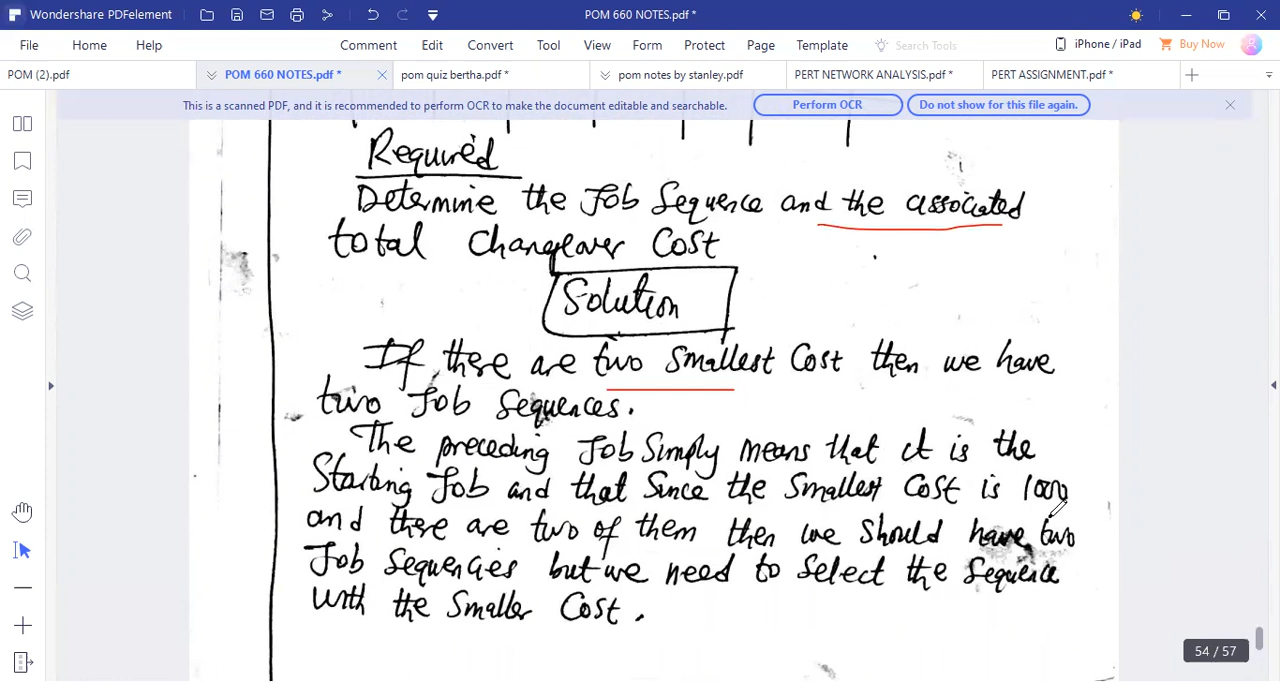 Wondershare PDFelement
POM 660 NOTES.pdf *
File Home Help Comment Edit Convert Tool View Form Protect Page Template Search Tools iPhone / iPad Buy Now
POM (2).pdf POM 660 NOTES.pdf * pom quiz bertha.pdf * pom notes by stanley.pdf PERT NETWORK ANALYSIS.pdf * PERT ASSIGNMENT.pdf *
This is a scanned PDF, and it is recommended to perform OCR to make the document editable and searchable. Perform OCR Do not show for this file again.
Required
Determine the Job Sequence and the associated
total Changeover Cost
Solution
If there are two smallest Cost then we have
two Job Sequences.
The preceding Job Simply means that it is the
Starting Job and that Since the Smallest Cost is 1000
and there are two of them then we Should have two
Job Sequencies but we need to Select the Sequence
With the Smaller Cost.
54 / 57